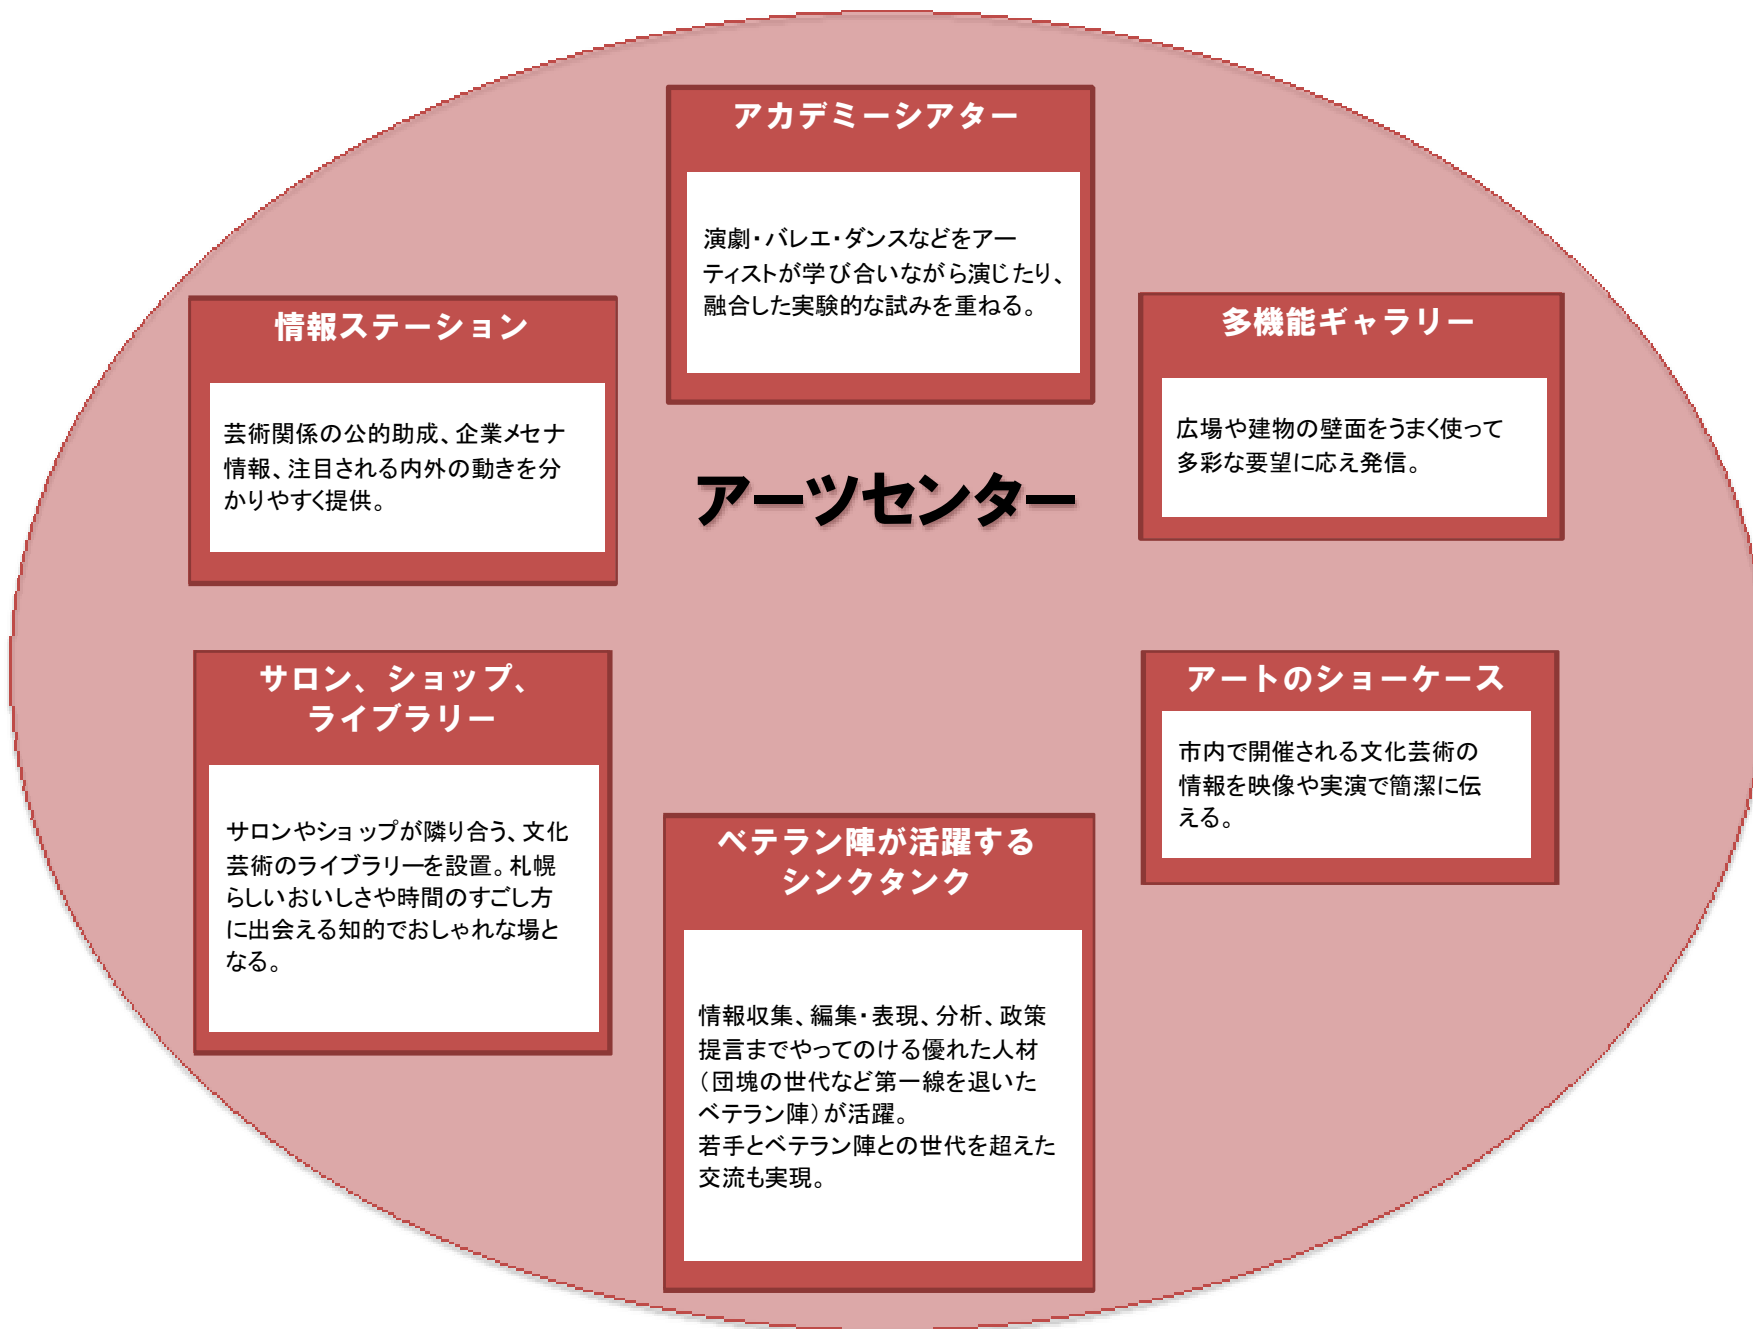 アカデミーシアター
演劇・バレエ・ダンスなどをアー
ティストが学び合いながら演じたり、
融合した実験的な試みを重ねる。
情報ステーション
芸術関係の公的助成、企業メセナ
情報、注目される内外の動きを分
かりやすく提供。
多機能ギャラリー
広場や建物の壁面をうまく使って
多彩な要望に応え発信。
アーツセンター
サロン、ショップ、
ライブラリー
サロンやショップが隣り合う、文化
芸術のライブラリーを設置。札幌
らしいおいしさや時間のすごし方
に出会える知的でおしゃれな場と
なる。
アートのショーケース
市内で開催される文化芸術の
情報を映像や実演で簡潔に伝
える。
ベテラン陣が活躍する
シンクタンク
情報収集、編集・表現、分析、政策
提言までやってのける優れた人材
（団塊の世代など第一線を退いた
ベテラン陣）が活躍。
若手とベテラン陣との世代を超えた
交流も実現。